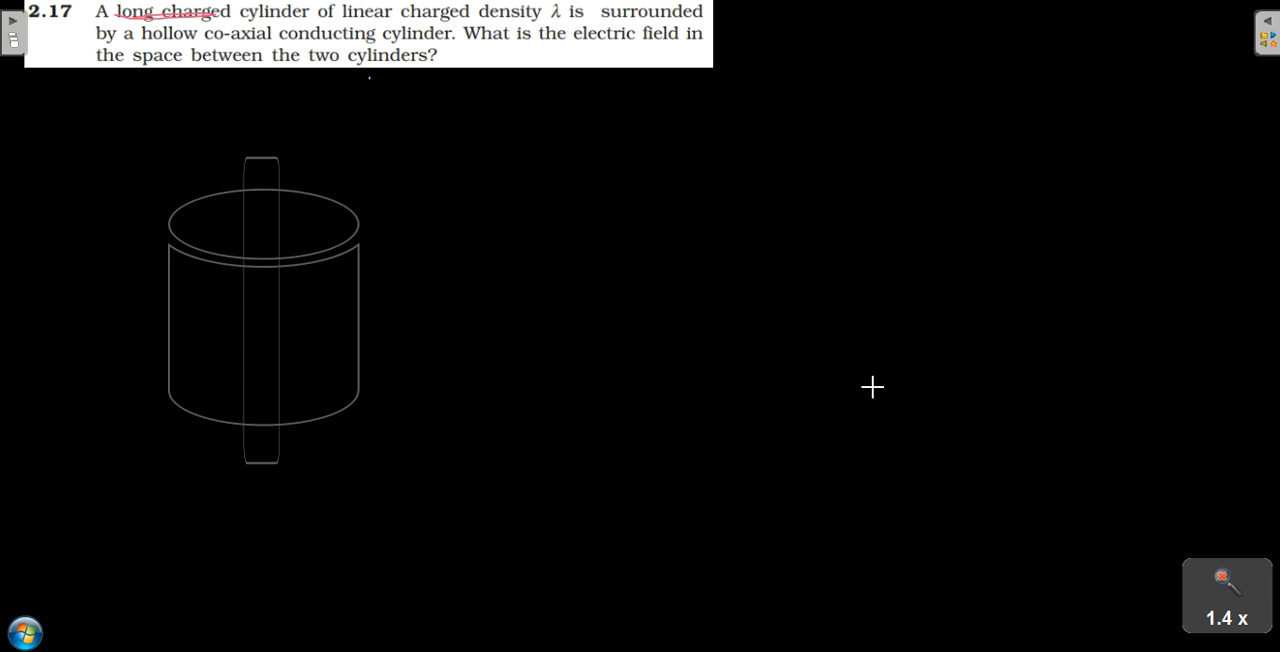 2.17 A long charged cylinder of linear charged density λ is surrounded
by a hollow co-axial conducting cylinder. What is the electric field in
the space between the two cylinders?
1.4 x